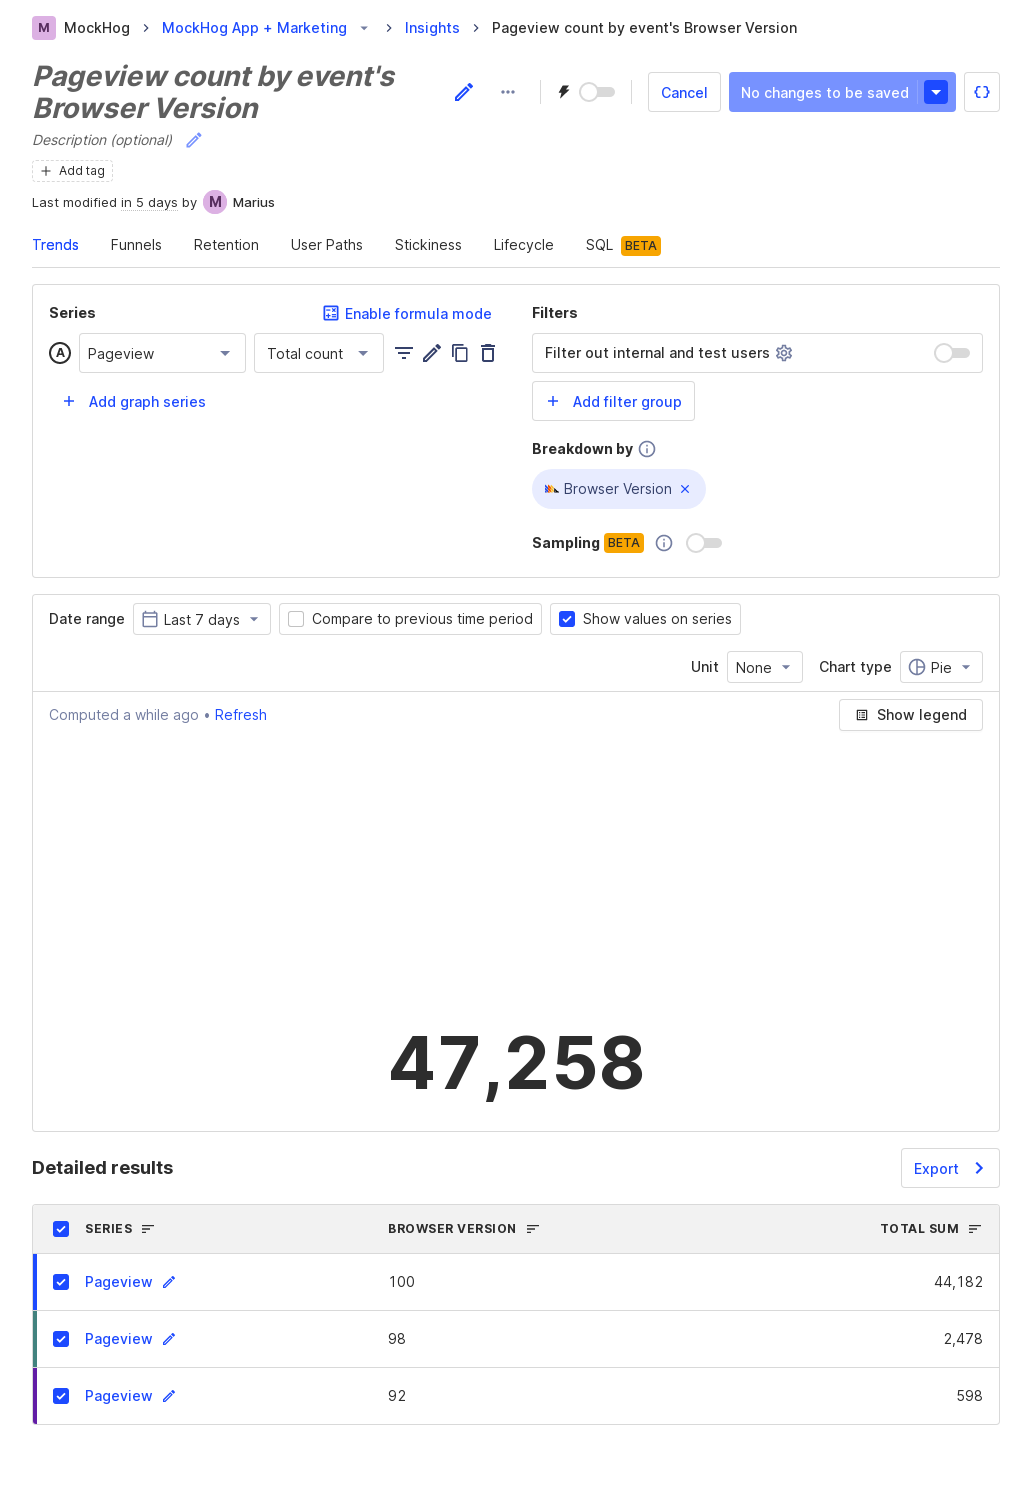 M MockHog MockHog App + Marketing Insights Pageview count by event's Browser Version
Pageview count by event's
Browser Version
Cancel No changes to be saved
Description (optional)
Add tag
Last modified in 5 days by M Marius
Trends Funnels Retention User Paths Stickiness Lifecycle SQL BETA
Series Enable formula mode
A Pageview Total count
Add graph series
Filters
Filter out internal and test users
Add filter group
Breakdown by
Browser Version
Sampling BETA
Date range Last 7 days Compare to previous time period Show values on series
Unit None Chart type Pie
Computed a while ago • Refresh Show legend
47,258
Detailed results Export
SERIES BROWSER VERSION TOTAL SUM
Pageview 100 44,182
Pageview 98 2,478
Pageview 92 598